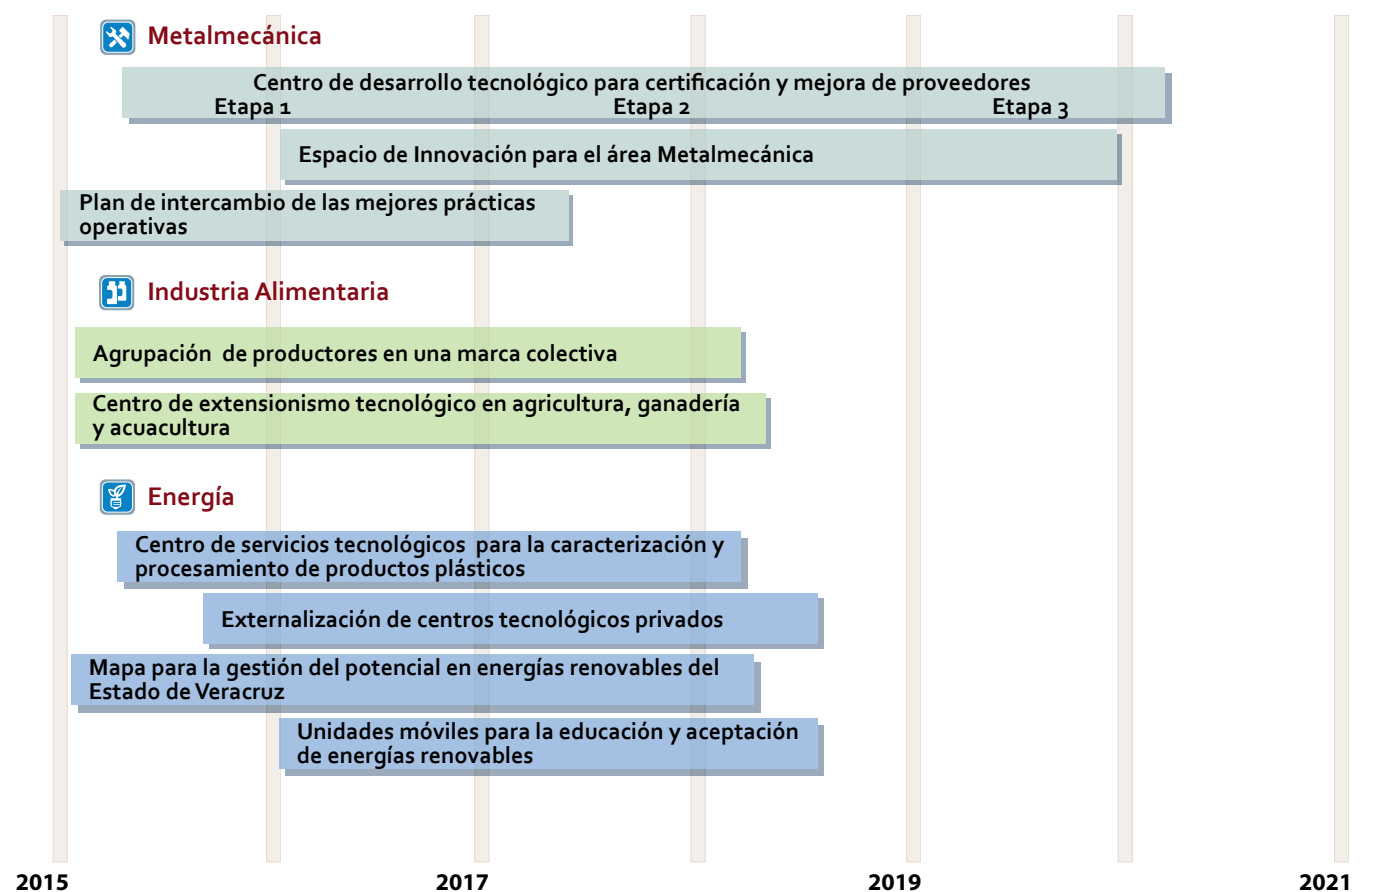 Metalmecánica
Centro de desarrollo tecnológico para certificación y mejora de proveedores
Etapa 1 Etapa 2 Etapa 3
Espacio de Innovación para el área Metalmecánica
Plan de intercambio de las mejores prácticas
operativas
Industria Alimentaria
Agrupación de productores en una marca colectiva
Centro de extensionismo tecnológico en agricultura, ganadería
y acuacultura
Energía
Centro de servicios tecnológicos para la caracterización y
procesamiento de productos plásticos
Externalización de centros tecnológicos privados
Mapa para la gestión del potencial en energías renovables del
Estado de Veracruz
Unidades móviles para la educación y aceptación
de energías renovables
2015 2017 2019 2021